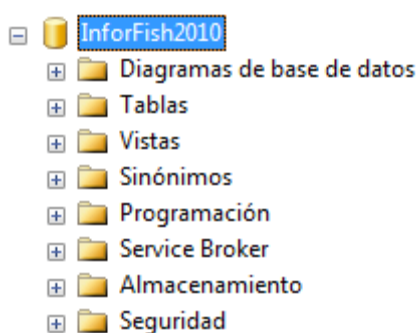 InforFish2010
Diagramas de base de datos
Tablas
Vistas
Sinónimos
Programación
Service Broker
Almacenamiento
Seguridad